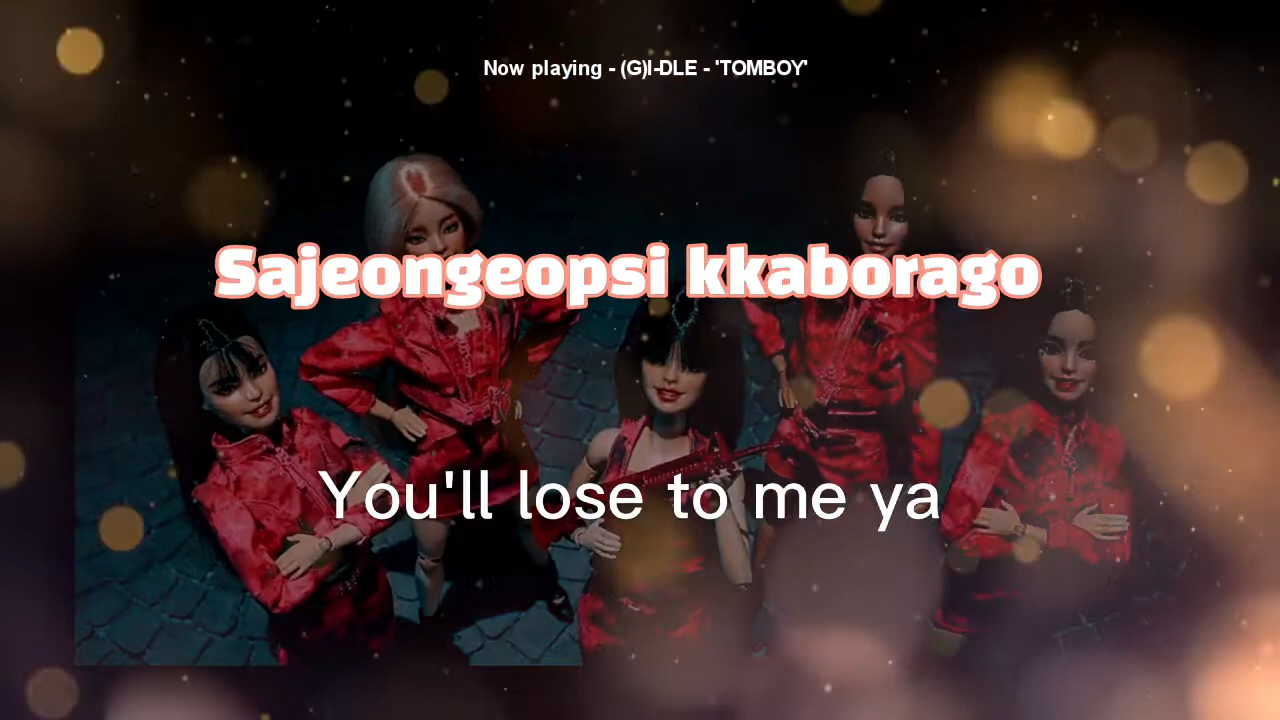 Now playing - (G)I-DLE - 'TOMBOY'
Sajeongeopsi kkaborago
You'll lose to me ya